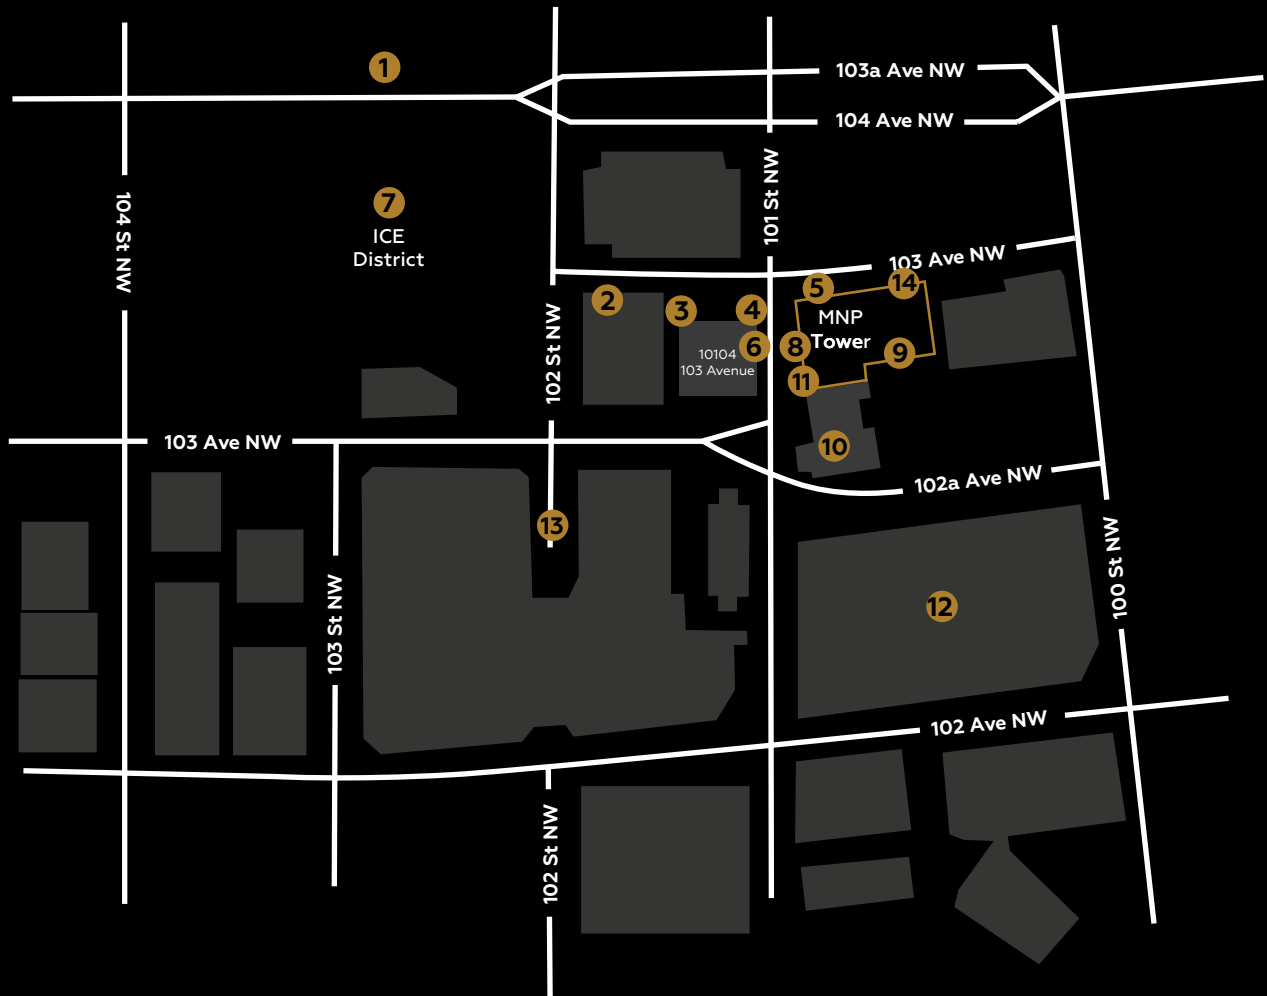 1
103a Ave NW
104 Ave NW
104 St NW
7
ICE
District
101 St NW
103 Ave NW
2
3
4
5
14
MNP
Tower
102 St NW
10104
103 Avenue
6
8
9
11
103 Ave NW
10
102a Ave NW
13
103 St NW
12
100 St NW
102 Ave NW
102 St NW